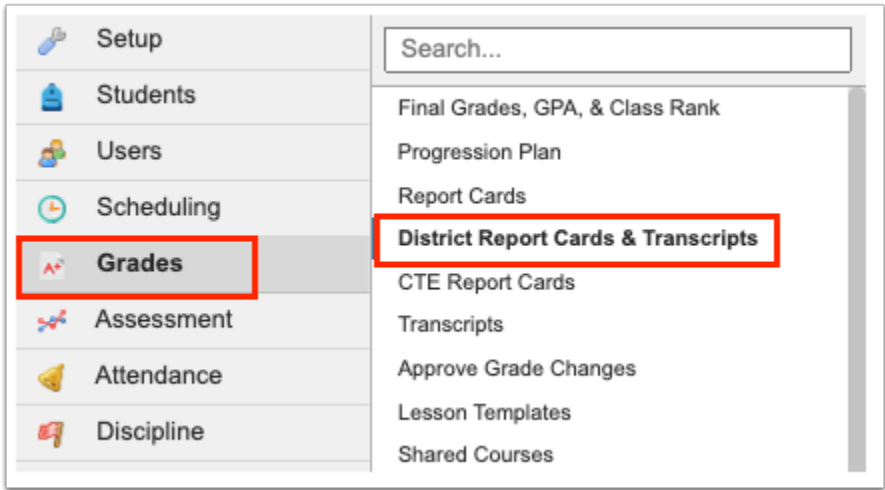 Setup
Students
Users
Scheduling
A+
Grades
Assessment
Attendance
Discipline
Search...
Final Grades, GPA, & Class Rank
Progression Plan
Report Cards
District Report Cards & Transcripts
CTE Report Cards
Transcripts
Approve Grade Changes
Lesson Templates
Shared Courses